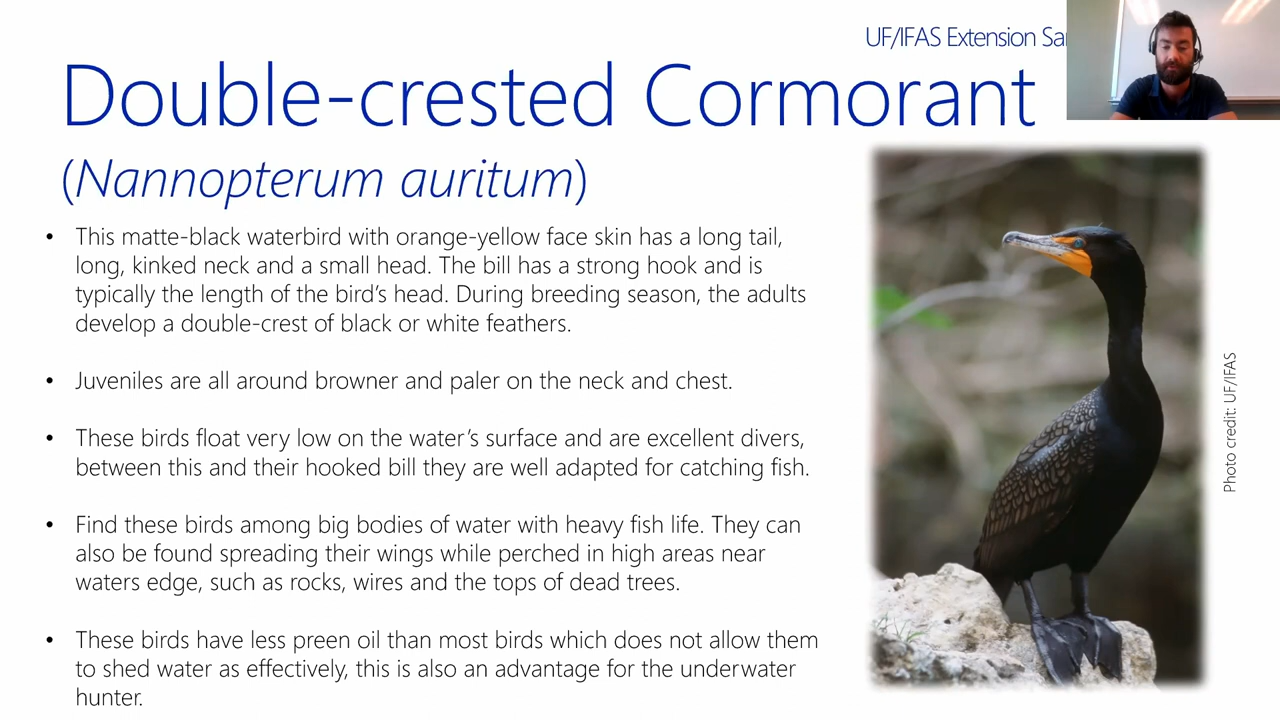 UF/IFAS Extension
Double-crested Cormorant
(Nannopterum auritum)
• This matte-black waterbird with orange-yellow face skin has a long tail,
long, kinked neck and a small head. The bill has a strong hook and is
typically the length of the bird's head. During breeding season, the adults
develop a double-crest of black or white feathers.
• Juveniles are all around browner and paler on the neck and chest.
• These birds float very low on the water's surface and are excellent divers,
between this and their hooked bill they are well adapted for catching fish.
• Find these birds among big bodies of water with heavy fish life. They can
also be found spreading their wings while perched in high areas near
waters edge, such as rocks, wires and the tops of dead trees.
• These birds have less preen oil than most birds which does not allow them
to shed water as effectively, this is also an advantage for the underwater
hunter.
Photo credit: UF/IFAS